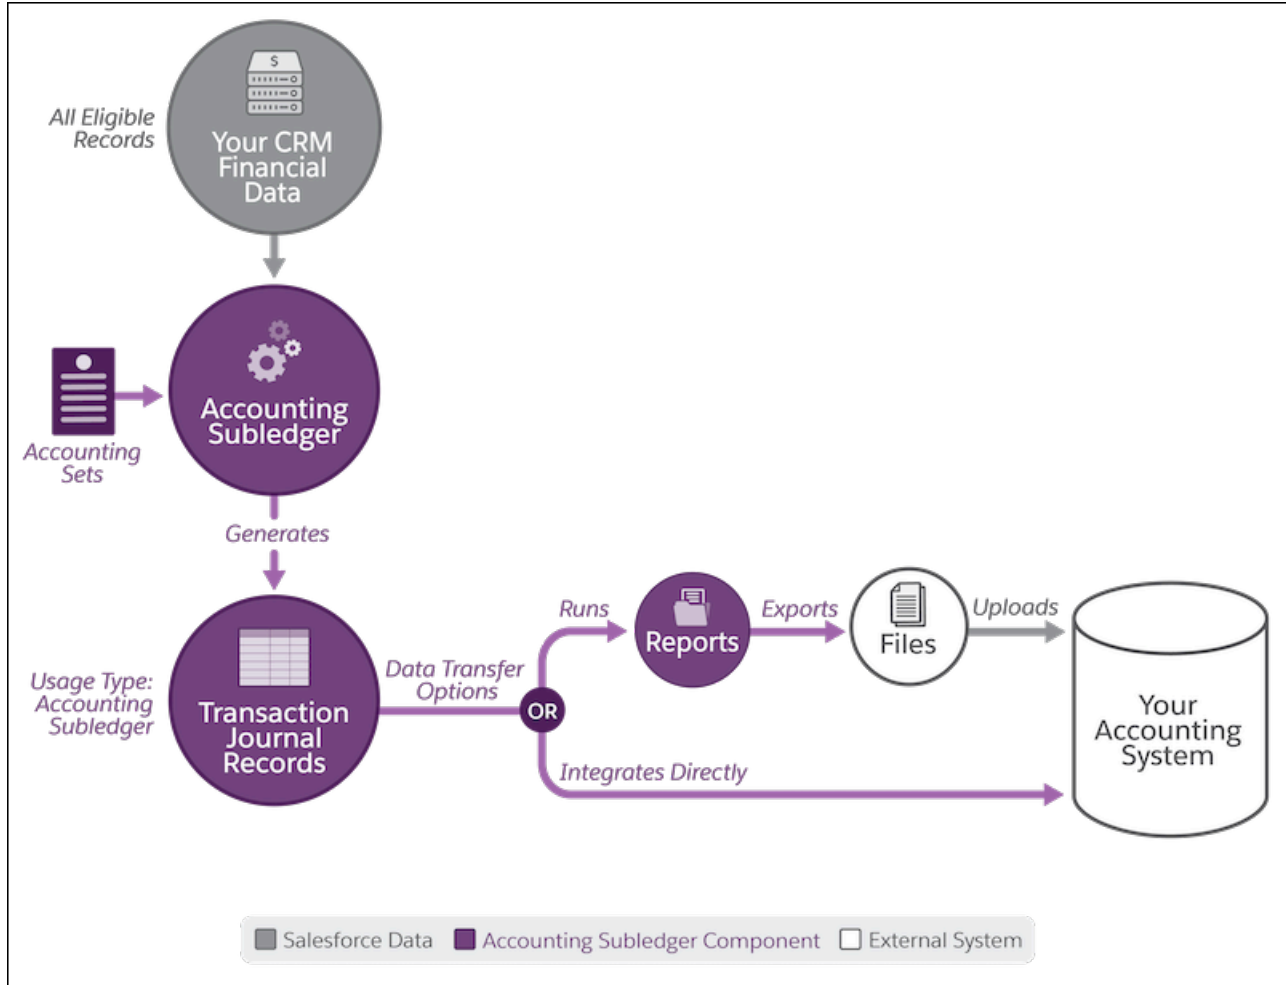 $
All Eligible
Records
Your CRM
Financial
Data
Accounting
Subledger
Accounting
Sets
Generates
Usage Type:
Accounting
Subledger
Transaction
Journal
Records
Data Transfer
Options
OR
Runs
Reports
Exports
Files
Uploads
Integrates Directly
Your
Accounting
System
Salesforce Data
Accounting Subledger Component
External System